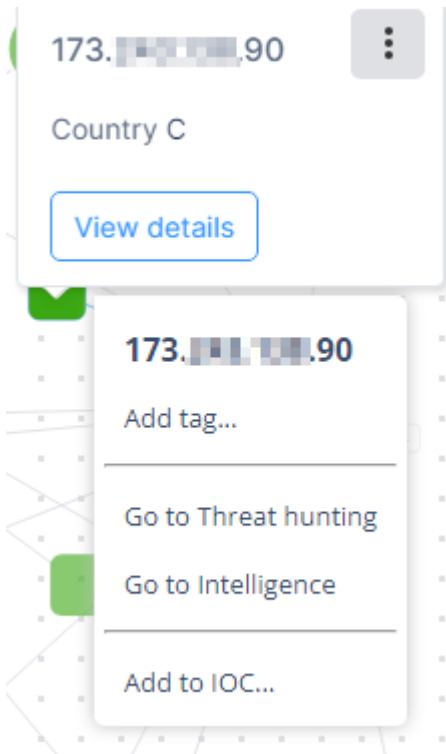 173. .90
Country C
View details
173. .90
Add tag...
Go to Threat hunting
Go to Intelligence
Add to IOC...